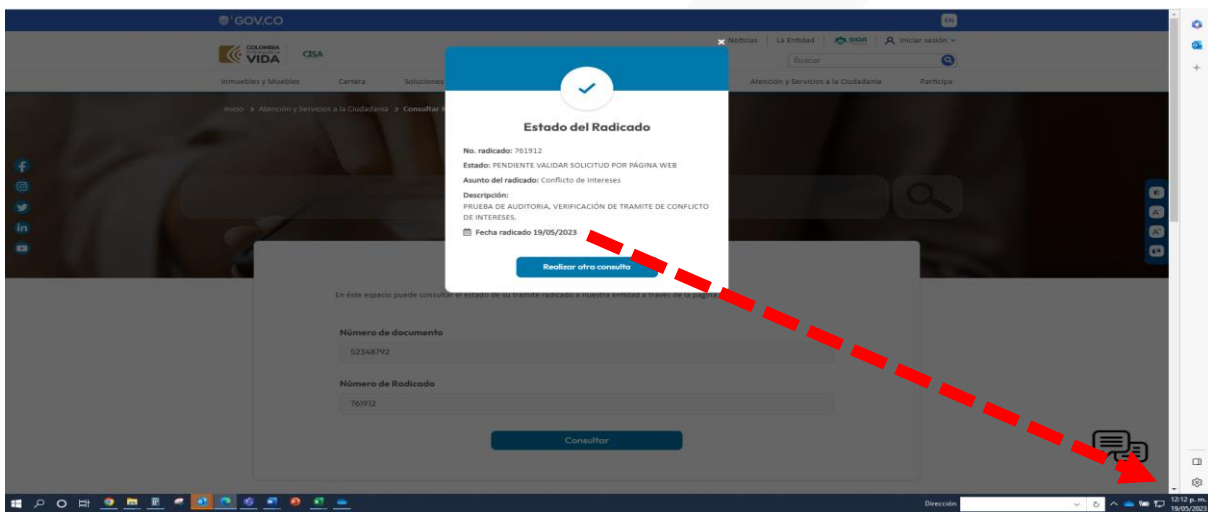 GOV.CO
EN
Noticias
La Entidad
SIGA
Iniciar sesión
COLOMBIA
VIDA
CISA
Buscar
Inmuebles y Muebles
Cartera
Soluciones
Atención y Servicios a la Ciudadanía
Participa
Inicio > Atención y Servicios a la Ciudadanía > Consultar
Estado del Radicado
No. radicado: 761912
Estado: PENDIENTE VALIDAR SOLICITUD POR PÁGINA WEB
Asunto del radicado: Conflicto de Intereses
Descripción:
PRUEBA DE AUDITORIA, VERIFICACIÓN DE TRAMITE DE CONFLICTO
DE INTERESES.
Fecha radicado 19/05/2023
Realizar otra consulta
En éste espacio puede consultar el estado de su trámite radicado a nuestra entidad a través de la página
Número de documento
52348792
Número de Radicado
761912
Consultar
Dirección
12:12 p. m.
19/05/2023